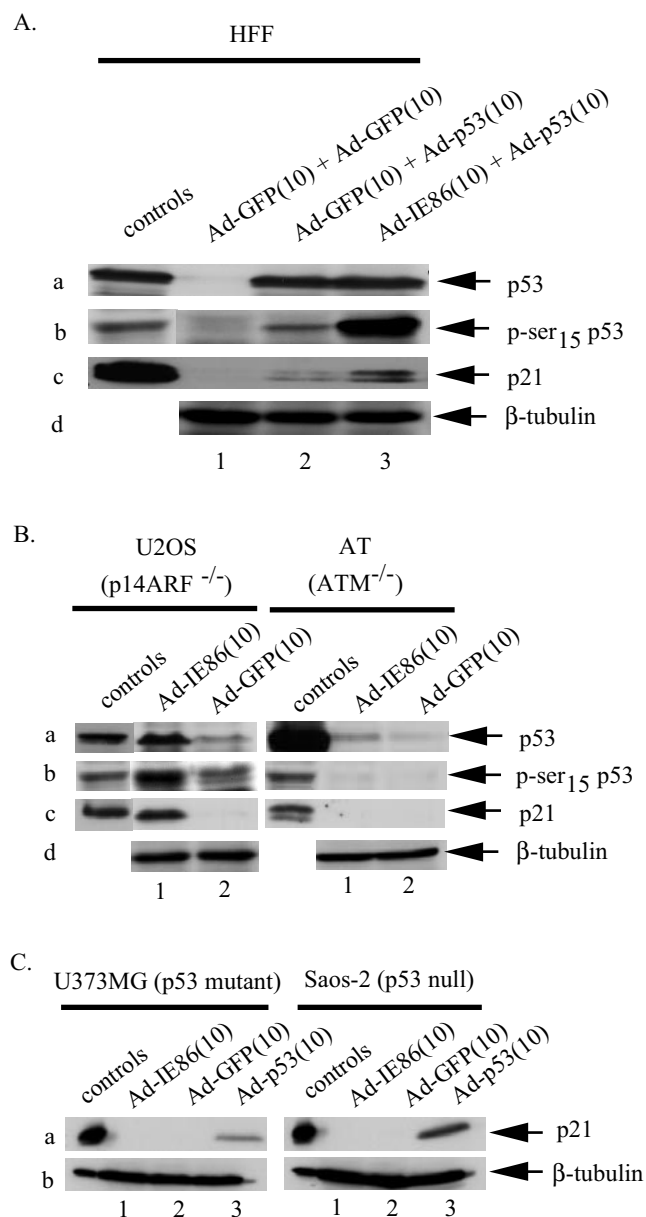 A.
HFF
controls
Ad-GFP(10) + Ad-GFP(10)
Ad-GFP(10) + Ad-p53(10)
Ad-IE86(10) + Ad-p53(10)
a p53
b p-ser15 p53
c p21
d β-tubulin
1 2 3
B.
U2OS AT
(p14ARF -/-) (ATM-/-)
controls Ad-IE86(10) Ad-GFP(10) controls Ad-IE86(10) Ad-GFP(10)
a p53
b p-ser15 p53
c p21
d β-tubulin
1 2 1 2
C.
U373MG (p53 mutant) Saos-2 (p53 null)
controls Ad-IE86(10) Ad-GFP(10) Ad-p53(10) controls Ad-IE86(10) Ad-GFP(10) Ad-p53(10)
a p21
b β-tubulin
1 2 3 1 2 3